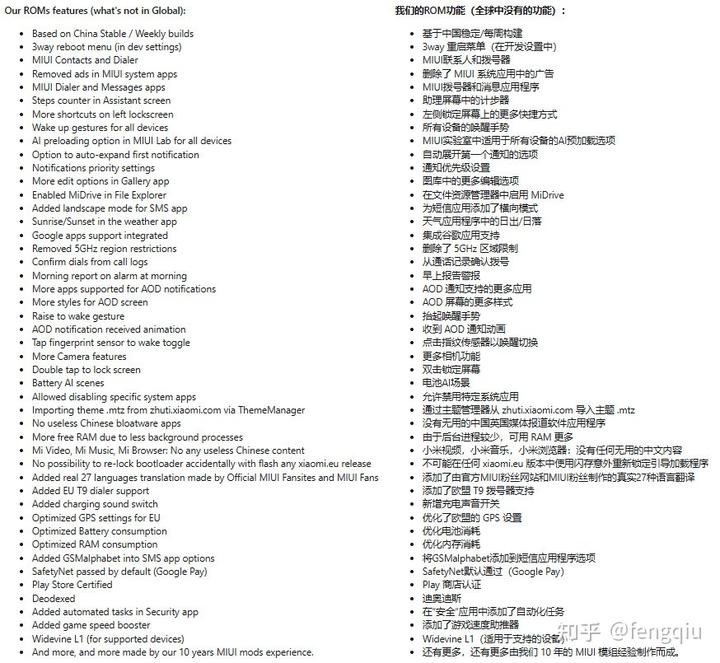 Our ROMs features (what's not in Global):
• Based on China Stable / Weekly builds
• 3way reboot menu (in dev settings)
• MIUI Contacts and Dialer
• Removed ads in MIUI system apps
• MIUI Dialer and Messages apps
• Steps counter in Assistant screen
• More shortcuts on left lockscreen
• Wake up gestures for all devices
• AI preloading option in MIUI Lab for all devices
• Option to auto-expand first notification
• Notifications priority settings
• More edit options in Gallery app
• Enabled MiDrive in File Explorer
• Added landscape mode for SMS app
• Sunrise/Sunset in the weather app
• Google apps support integrated
• Removed 5GHz region restrictions
• Confirm dials from call logs
• Morning report on alarm at morning
• More apps supported for AOD notifications
• More styles for AOD screen
• Raise to wake gesture
• AOD notification received animation
• Tap fingerprint sensor to wake toggle
• More Camera features
• Double tap to lock screen
• Battery AI scenes
• Allowed disabling specific system apps
• Importing theme .mtz from zhuti.xiaomi.com via ThemeManager
• No useless Chinese bloatware apps
• More free RAM due to less background processes
• Mi Video, Mi Music, Mi Browser: No any useless Chinese content
• No possibility to re-lock bootloader accidentally with flash any xiaomi.eu release
• Added real 27 languages translation made by Official MIUI Fansites and MIUI Fans
• Added EU T9 dialer support
• Added charging sound switch
• Optimized GPS settings for EU
• Optimized Battery consumption
• Optimized RAM consumption
• Added GSMalphabet into SMS app options
• SafetyNet passed by default (Google Pay)
• Play Store Certified
• Deodexed
• Added automated tasks in Security app
• Added game speed booster
• Widevine L1 (for supported devices)
• And more, and more made by our 10 years MIUI mods experience.
我们的ROM功能（全球中没有的功能）：
• 基于中国稳定/每周构建
• 3way 重启菜单（在开发设置中）
• MIUI联系人和拨号器
• 删除了 MIUI 系统应用中的广告
• MIUI拨号器和消息应用程序
• 助理屏幕中的计步器
• 左侧锁定屏幕上的更多快捷方式
• 所有设备的唤醒手势
• MIUI实验室中适用于所有设备的AI预加载选项
• 自动展开第一个通知的选项
• 通知优先级设置
• 图库中的更多编辑选项
• 在文件资源管理器中启用 MiDrive
• 为短信应用添加了横向模式
• 天气应用程序中的日出/日落
• 集成谷歌应用支持
• 删除了 5GHz 区域限制
• 从通话记录确认拨号
• 早上报告警报
• AOD 通知支持的更多应用
• AOD 屏幕的更多样式
• 抬起唤醒手势
• 收到 AOD 通知动画
• 点击指纹传感器以唤醒切换
• 更多相机功能
• 双击锁定屏幕
• 电池AI场景
• 允许禁用特定系统应用
• 通过主题管理器从 zhuti.xiaomi.com 导入主题 .mtz
• 没有无用的中国英国媒体报道软件应用程序
• 由于后台进程较少，可用 RAM 更多
• 小米视频，小米音乐，小米浏览器：没有任何无用的中文内容
• 不可能在任何 xiaomi.eu 版本中使用闪存意外重新锁定引导加载程序
• 添加了由官方MIUI粉丝网站和MIUI粉丝制作的真实27种语言翻译
• 添加了欧盟 T9 拨号器支持
• 新增充电声音开关
• 优化了欧盟的 GPS 设置
• 优化电池消耗
• 优化内存消耗
• 将GSMalphabet添加到短信应用程序选项
• SafetyNet默认通过（Google Pay）
• Play 商店认证
• 迪奥迪斯
• 在"安全"应用中添加了自动化任务
• 添加了游戏速度助推器
• Widevine L1（适用于支持的设备）
• 还有更多，还有更多由我们 10 年的 MIUI 模组经验制作而成。
知乎 @fengqiu